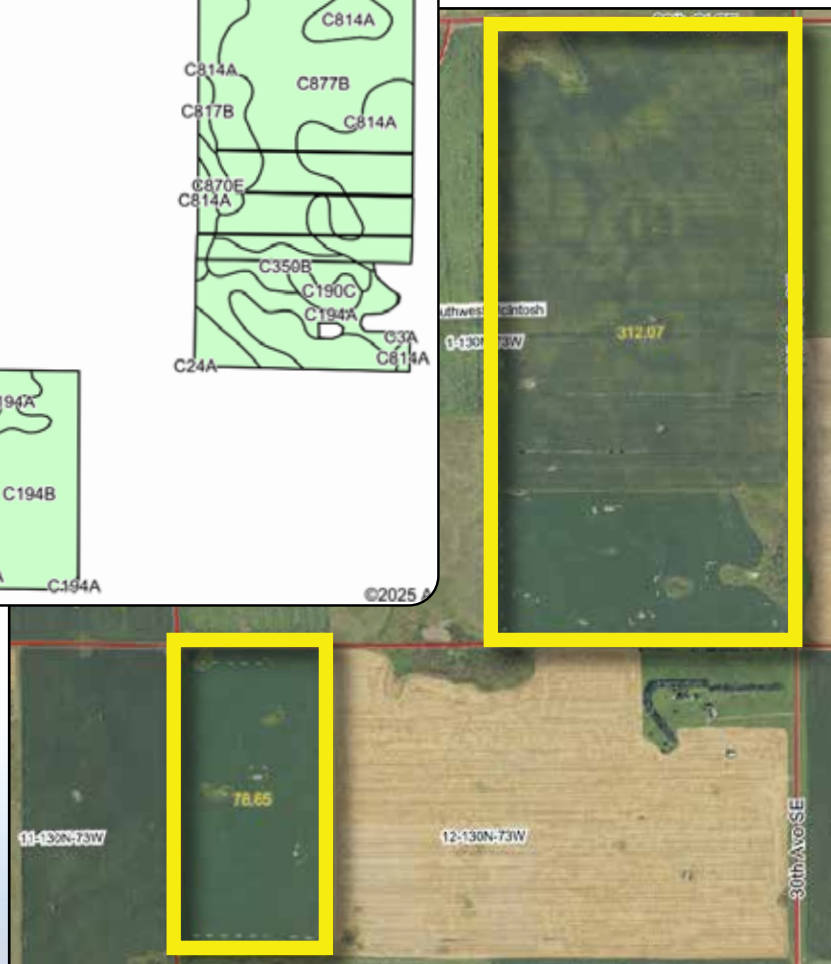 C814A
C814A
C877B
C817B
C814A
C870E
C814A
C350B
C190C
C194A
C3A
C814A
C24A
194A
C194B
C194A
©2025 A
312.07
1-130N-73W
78.65
11-130N-73W
12-130N-73W
30th Ave SE